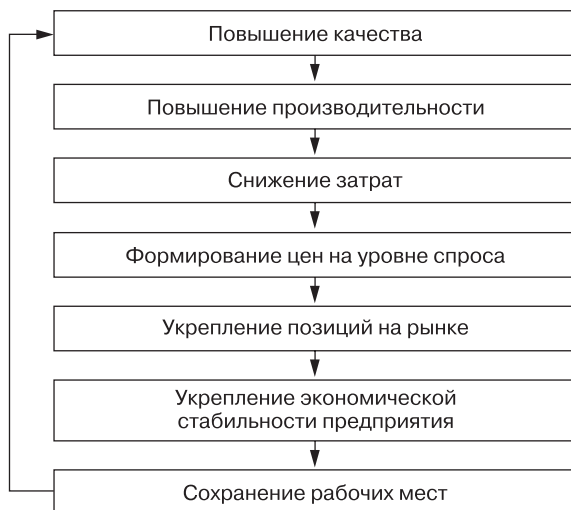 Повышение качества
Повышение производительности
Снижение затрат
Формирование цен на уровне спроса
Укрепление позиций на рынке
Укрепление экономической
стабильности предприятия
Сохранение рабочих мест